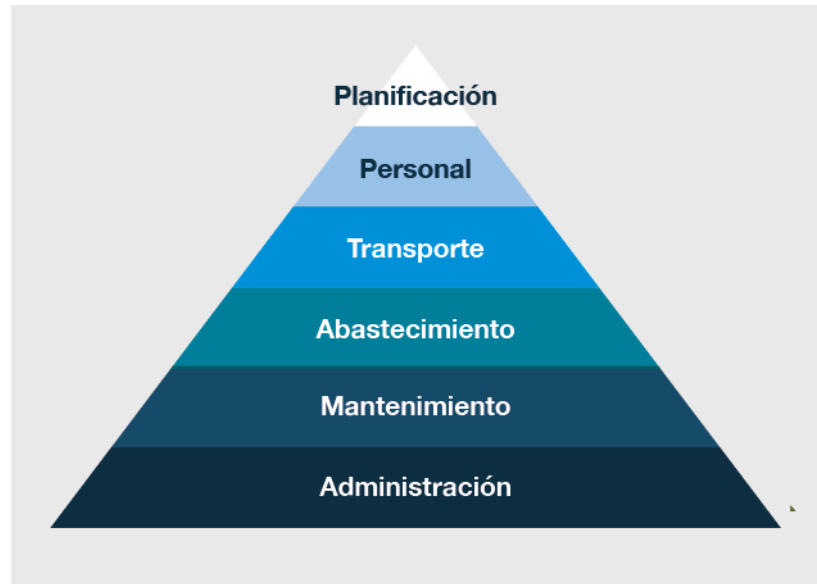 Planificación
Personal
Transporte
Abastecimiento
Mantenimiento
Administración